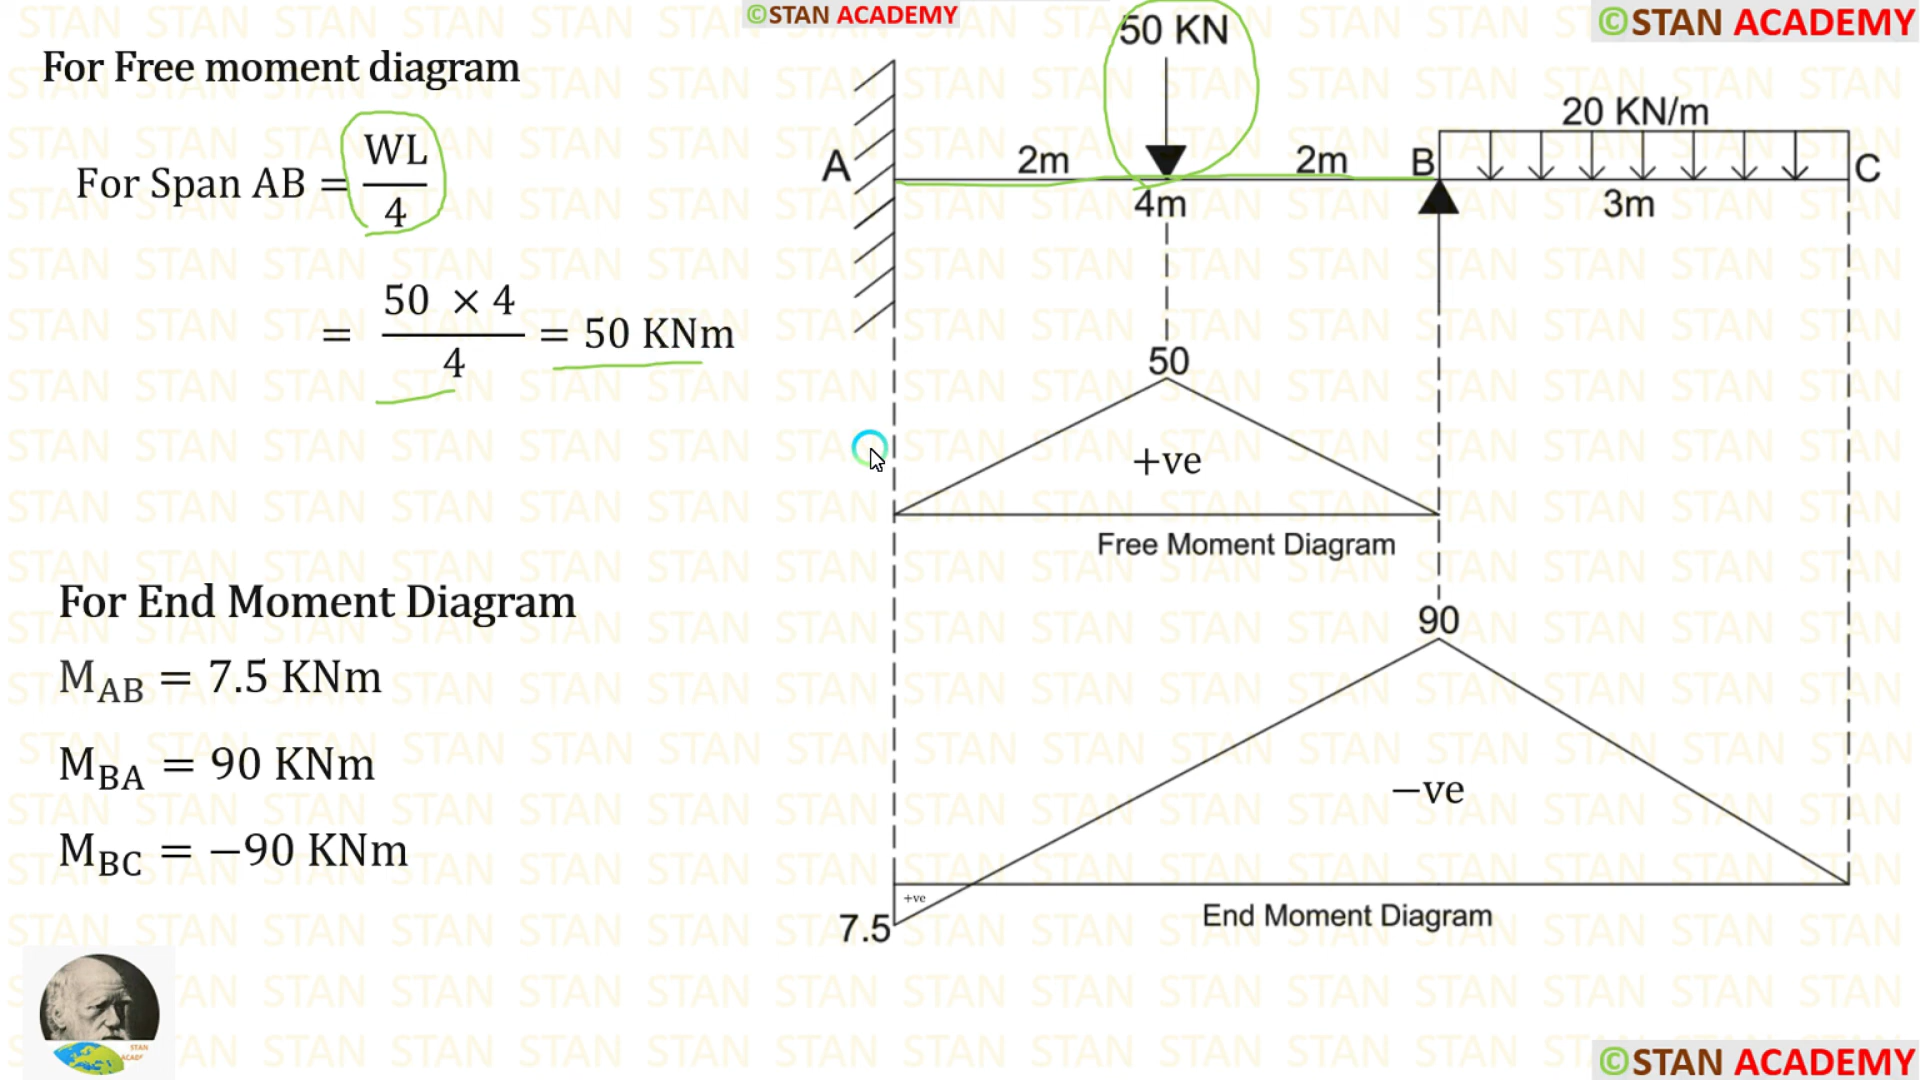 ©STAN ACADEMY
©STAN ACADEMY
For Free moment diagram
For Span AB = WL/4
= 50 × 4/4 = 50 KNm
For End Moment Diagram
M_AB = 7.5 KNm
M_BA = 90 KNm
M_BC = −90 KNm
50 KN
20 KN/m
A
2m
2m
B
C
4m
3m
50
+ve
Free Moment Diagram
90
−ve
+ve
7.5
End Moment Diagram
STAN
ACADE
©STAN ACADEMY